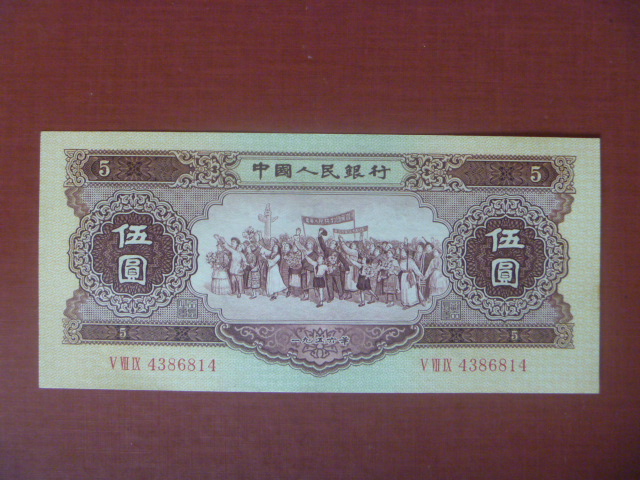 5 中國人民銀行 5
伍圓 伍圓
5 一九五六年 5
V VIII IX 4386814 V VIII IX 4386814